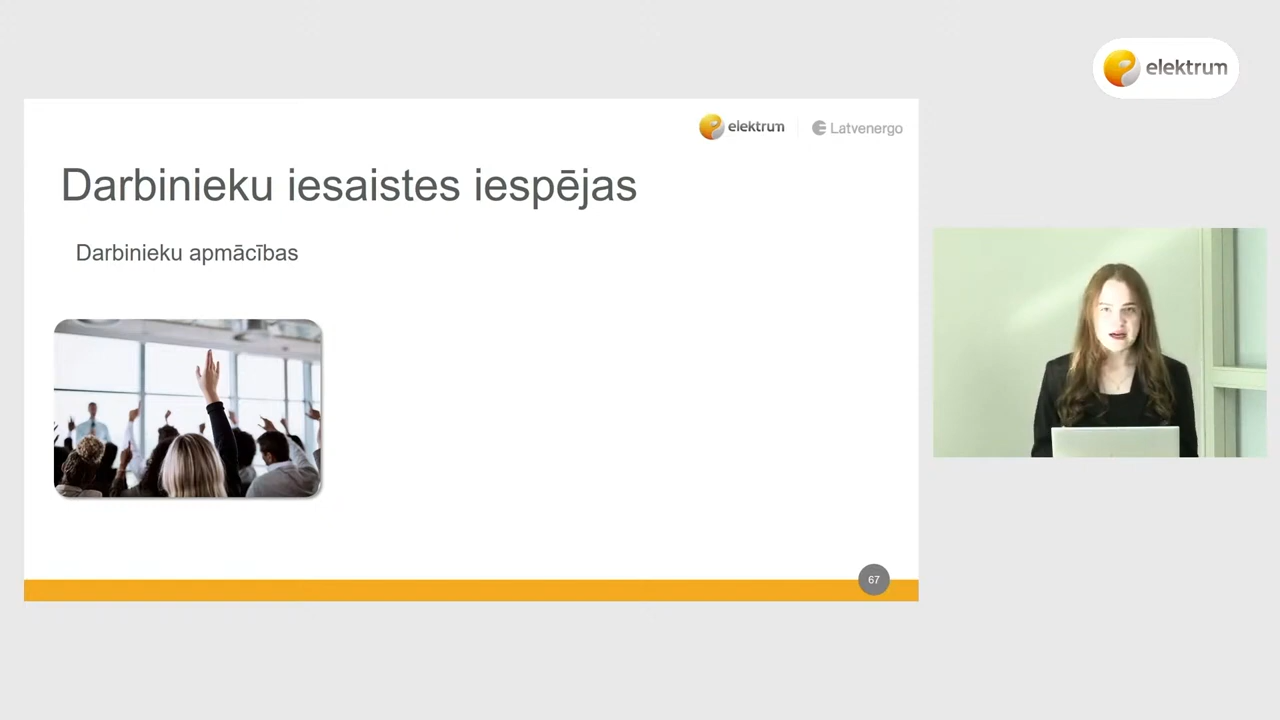 elektrum
elektrum Latvenergo
Darbinieku iesaistes iespējas
Darbinieku apmācības
67